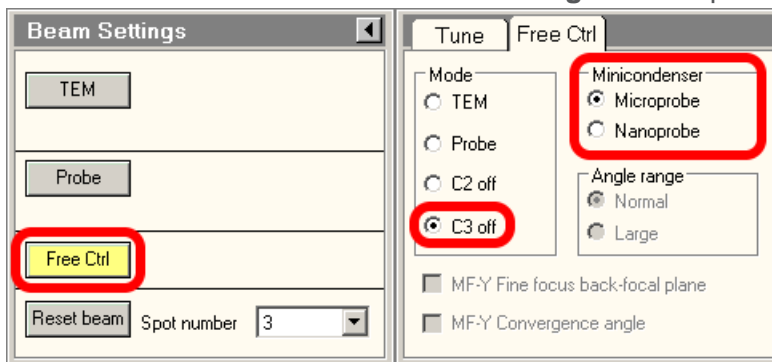 Beam Settings
TEM
Probe
Free Ctrl
Reset beam Spot number 3
Tune Free Ctrl
Mode
TEM
Probe
C2 off
C3 off
Minicondenser
Microprobe
Nanoprobe
Angle range
Normal
Large
MF-Y Fine focus back-focal plane
MF-Y Convergence angle